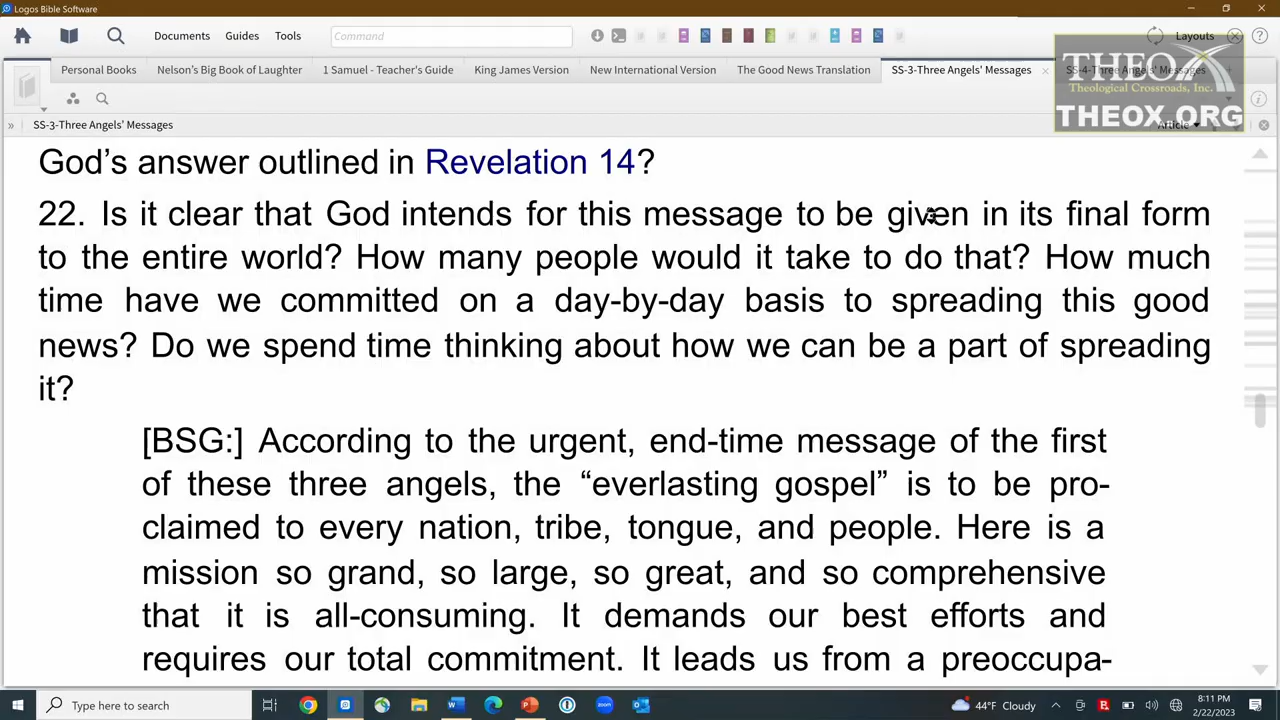 Logos Bible Software
Documents Guides Tools Command Layouts
Personal Books Nelson's Big Book of Laughter 1 Samuel Teac King James Version New International Version The Good News Translation SS-3-Three Angels' Messages SS-4-Three Angels' Messages
THEOX
Theological Crossroads, Inc.
THEOX.ORG
» SS-3-Three Angels' Messages Article
God's answer outlined in Revelation 14?
22. Is it clear that God intends for this message to be given in its final form
to the entire world? How many people would it take to do that? How much
time have we committed on a day-by-day basis to spreading this good
news? Do we spend time thinking about how we can be a part of spreading
it?
[BSG:] According to the urgent, end-time message of the first
of these three angels, the “everlasting gospel” is to be pro-
claimed to every nation, tribe, tongue, and people. Here is a
mission so grand, so large, so great, and so comprehensive
that it is all-consuming. It demands our best efforts and
requires our total commitment. It leads us from a preoccupa-
Type here to search
44°F Cloudy
8:11 PM
2/22/2023